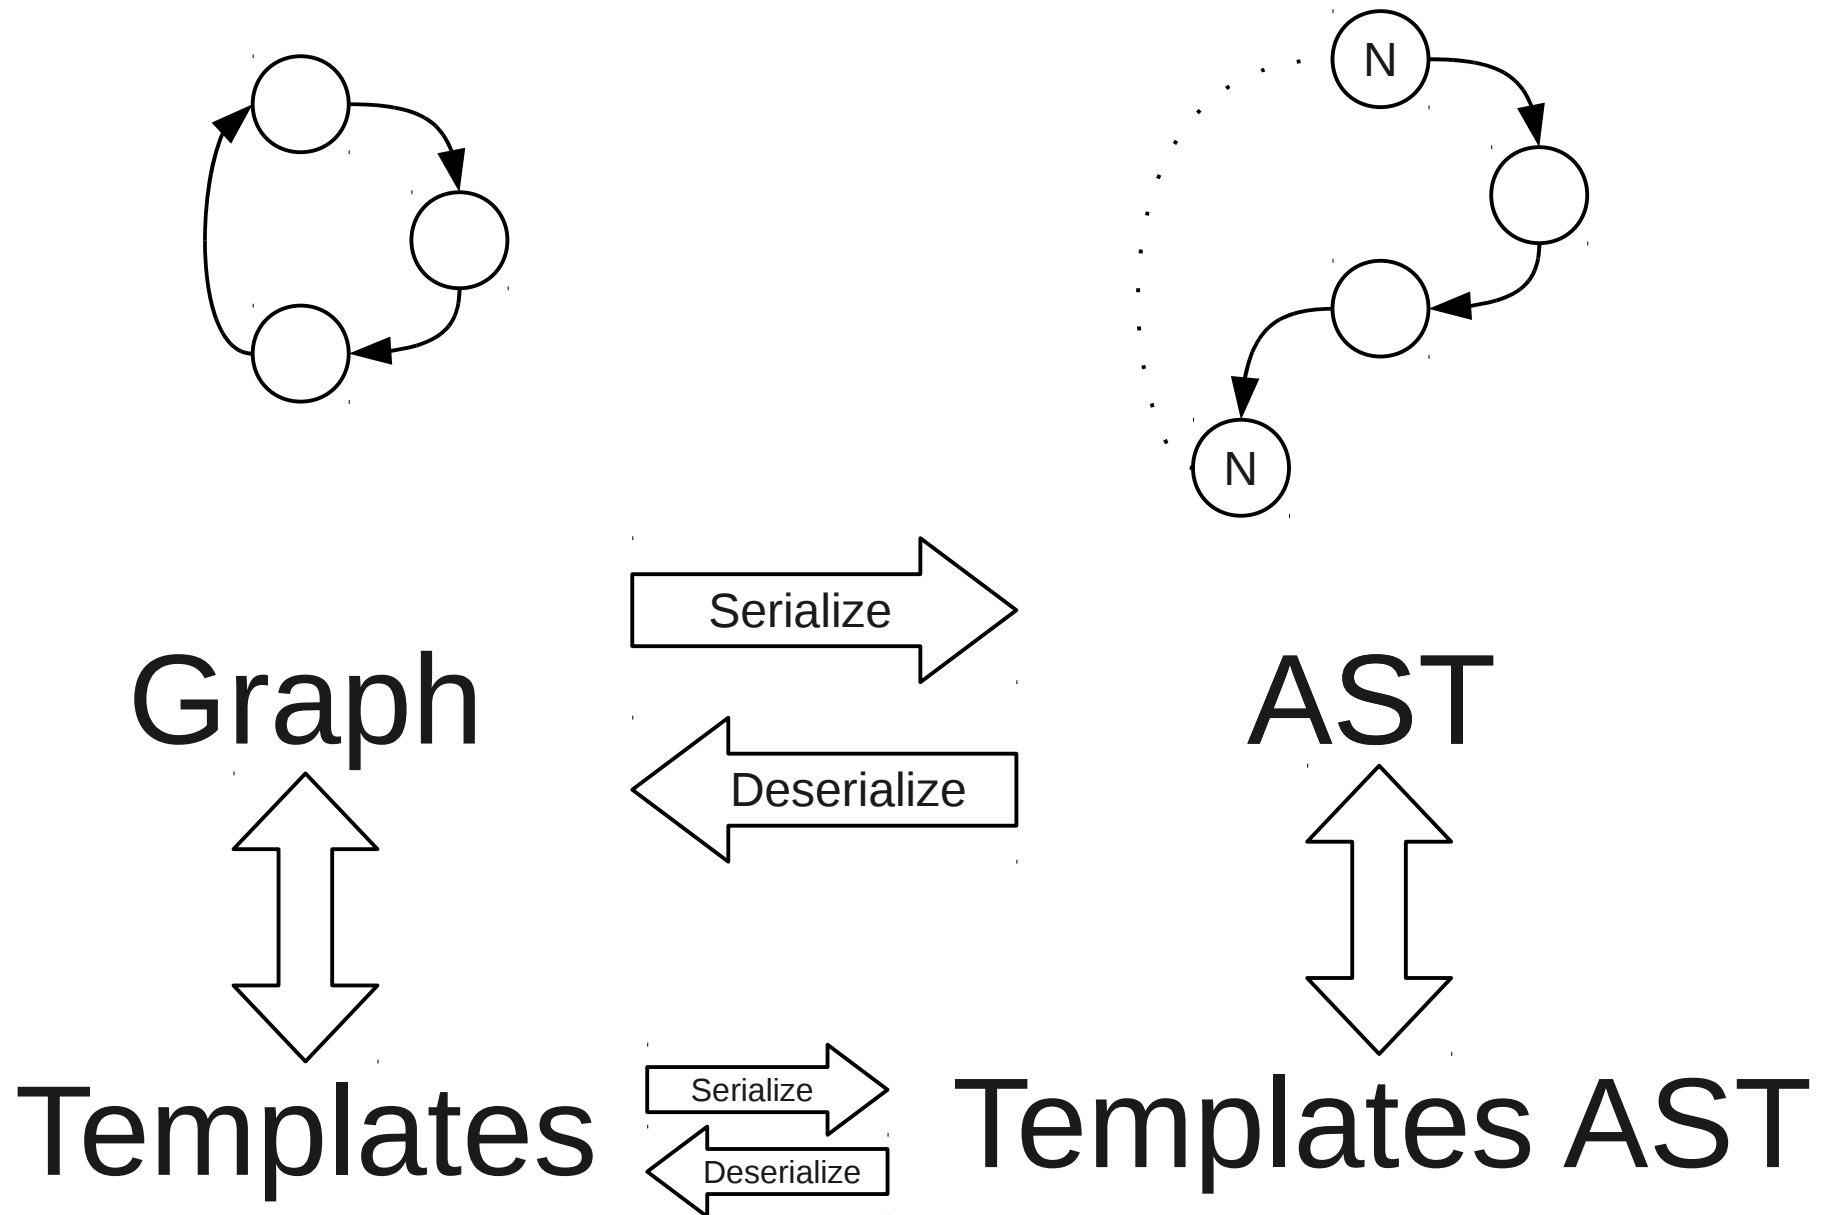 N
N
Serialize
Graph
AST
Deserialize
Templates
Serialize
Deserialize
Templates AST